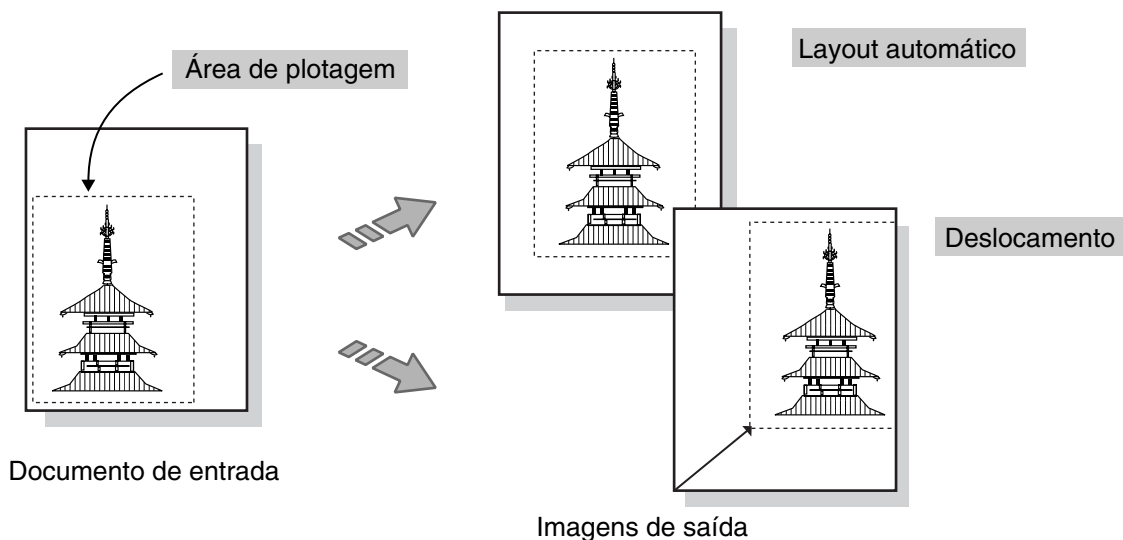 Área de plotagem
Layout automático
Deslocamento
Documento de entrada
Imagens de saída